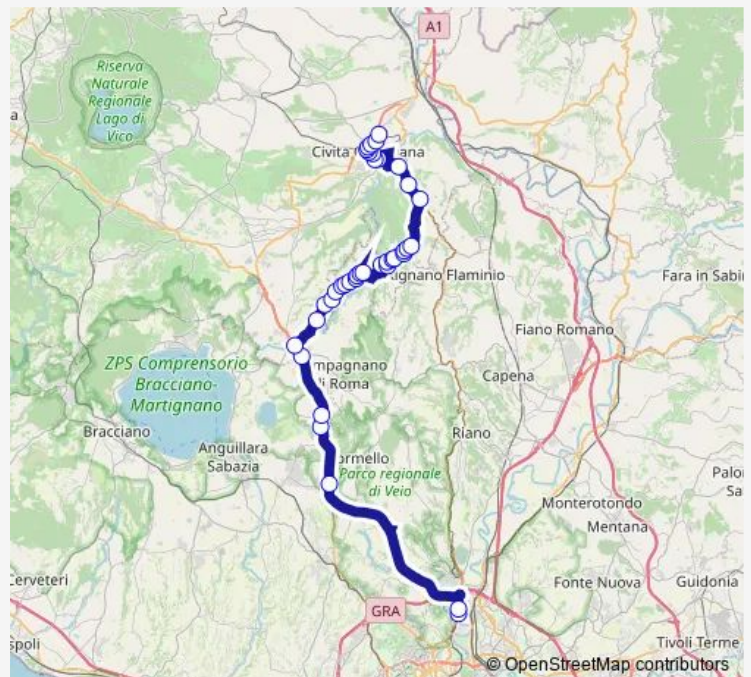 A1
Riserva
Naturale
Regionale
Lago di
Vico
a
Civita
ana
ignano Flaminio
Fara in Sabi
Fiano Romano
ZPS Comprensorio
Bracciano-
Martignano
mpagnano
di Roma
Capena
Bracciano
Anguillara
Sabazia
Riano
ormello
Parco regionale
di Veio
Palo
Sa
Monterotondo
Mentana
Cerveteri
Fonte Nuova
Guidonia
GRA
spoli
Tivoli Terme
© OpenStreetMap contributors